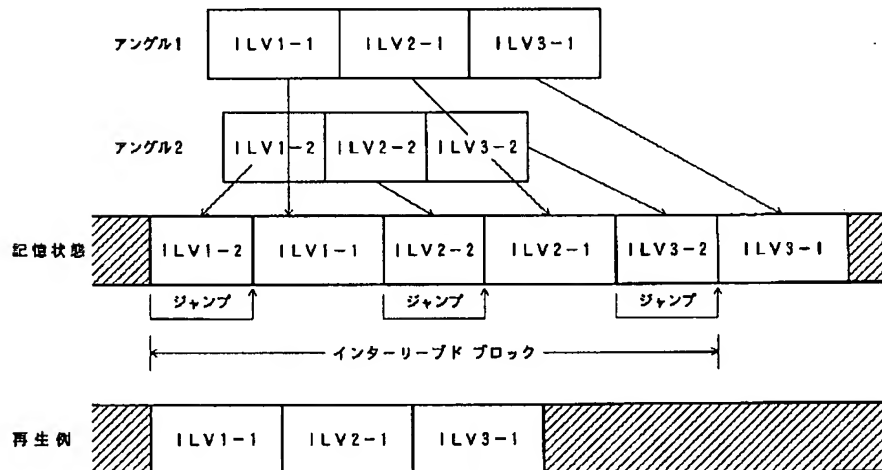 アングル1 ILV1-1 ILV2-1 ILV3-1
アングル2 ILV1-2 ILV2-2 ILV3-2
記憶状態 ILV1-2 ILV1-1 ILV2-2 ILV2-1 ILV3-2 ILV3-1
ジャンプ ジャンプ ジャンプ
インターリーブド ブロック
再生例 ILV1-1 ILV2-1 ILV3-1